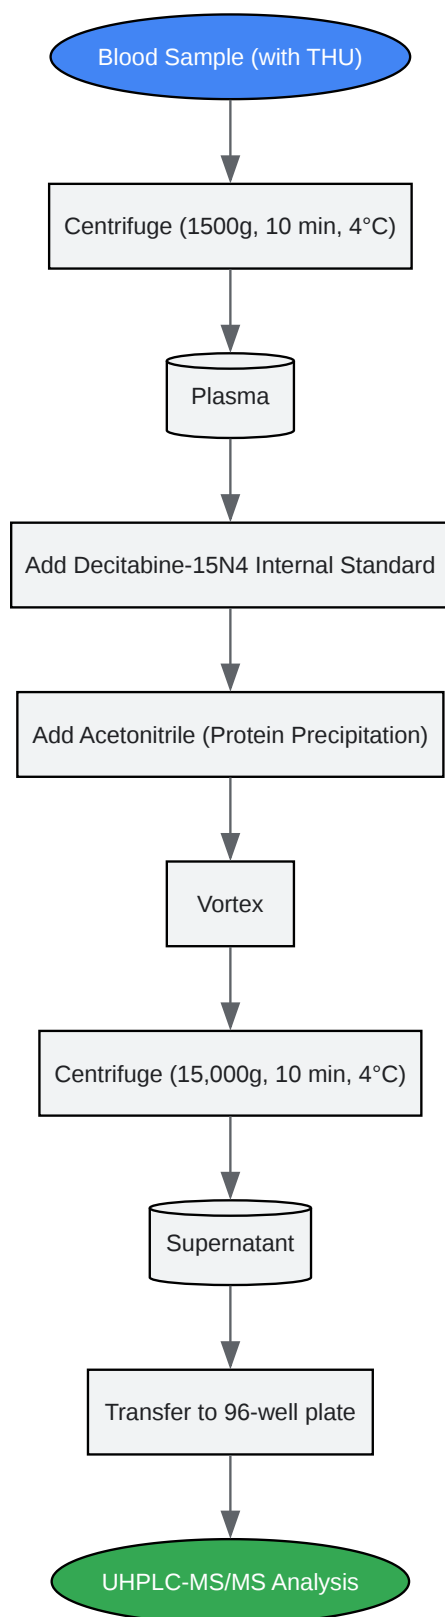 Blood Sample (with THU)
Centrifuge (1500g, 10 min, 4°C)
Plasma
Add Decitabine-15N4 Internal Standard
Add Acetonitrile (Protein Precipitation)
Vortex
Centrifuge (15,000g, 10 min, 4°C)
Supernatant
Transfer to 96-well plate
UHPLC-MS/MS Analysis